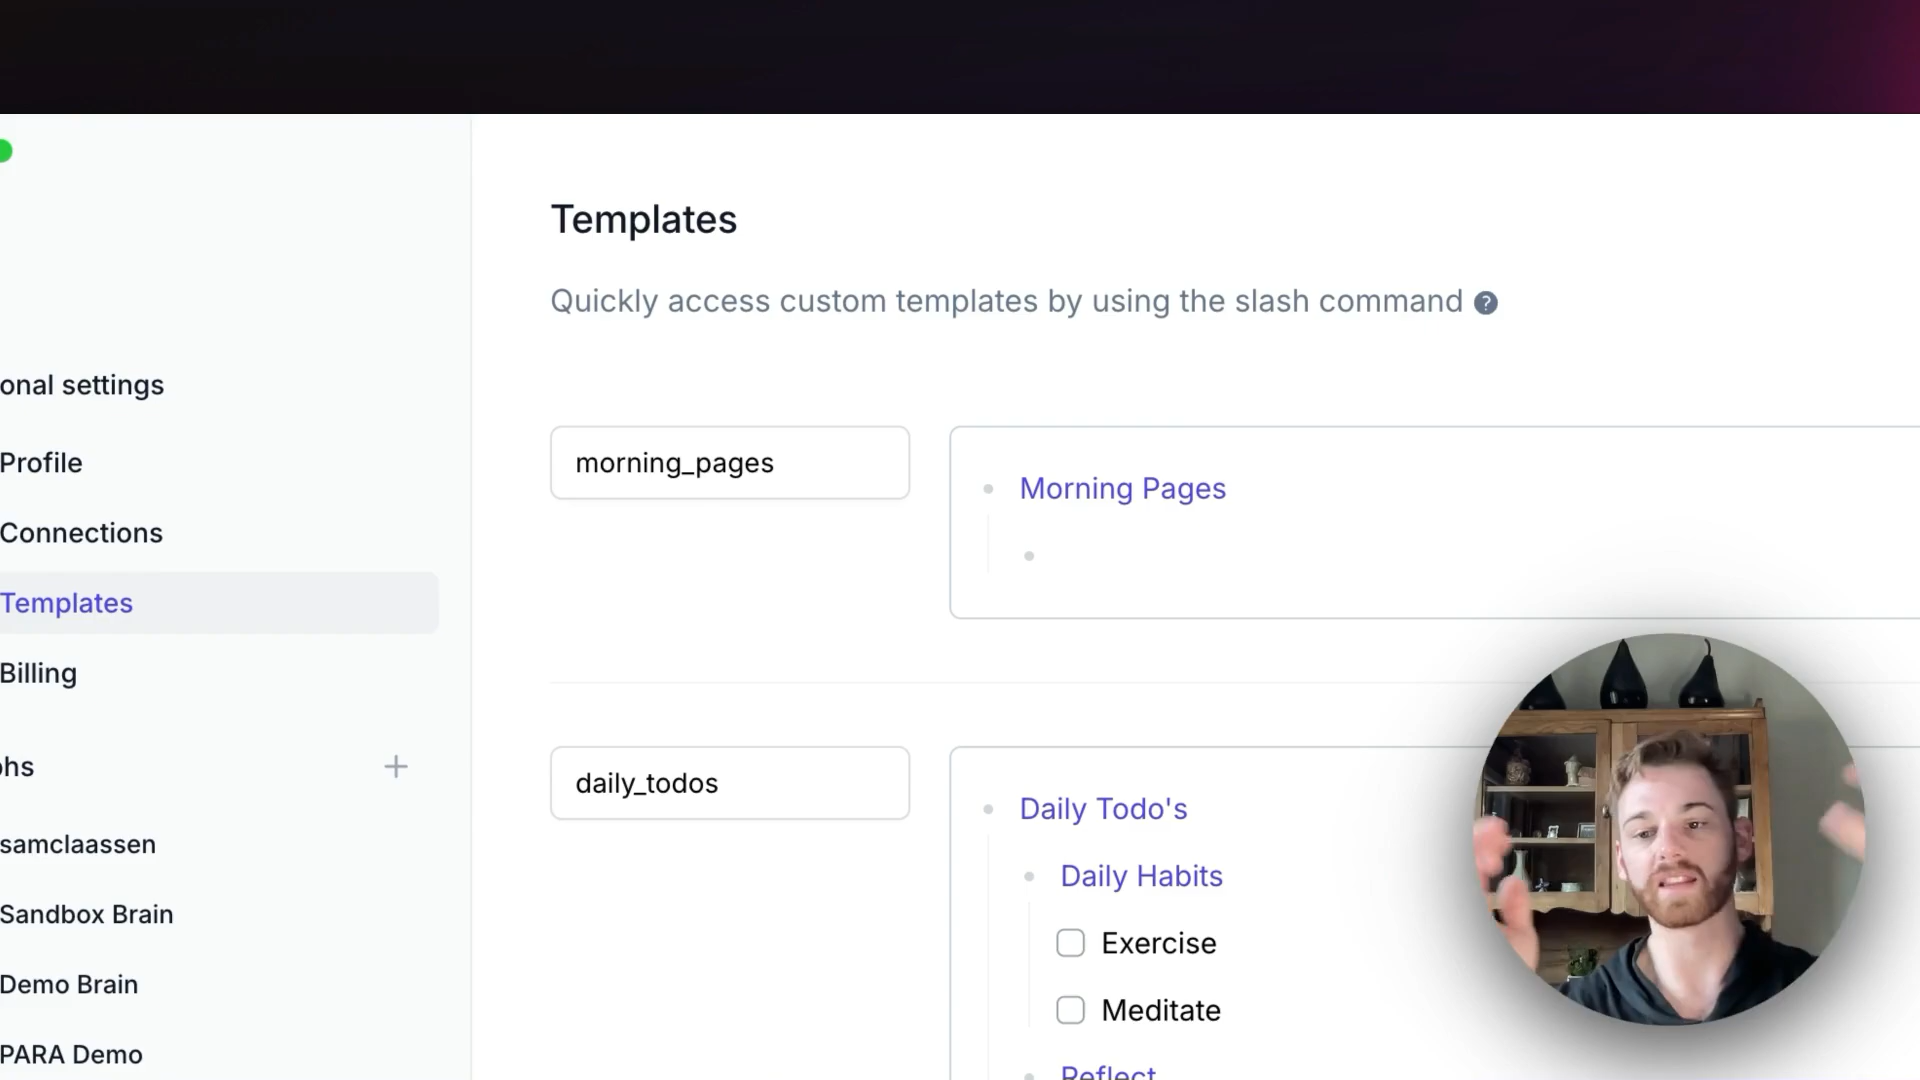 onal settings
Profile
Connections
Templates
Billing
hs
samclaassen
Sandbox Brain
Demo Brain
PARA Demo
Templates
Quickly access custom templates by using the slash command ?
morning_pages
Morning Pages
daily_todos
Daily Todo's
Daily Habits
Exercise
Meditate
Reflect